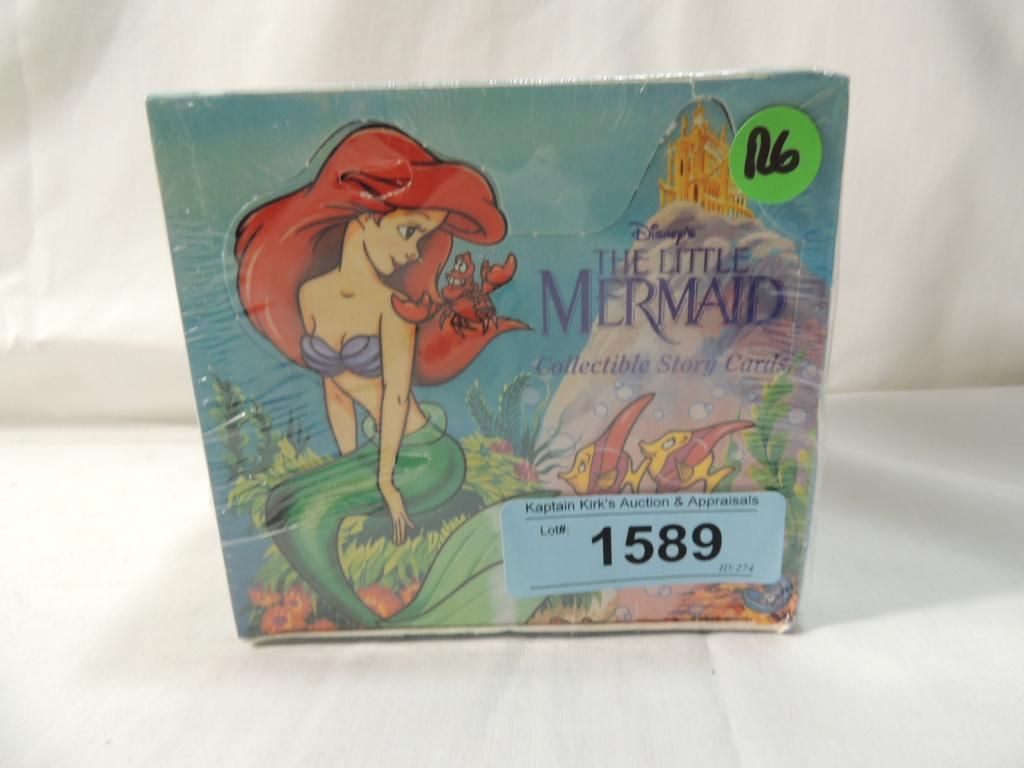 R6
Disney's
THE LITTLE
MERMAID
Collectible Story Cards
Kaptain Kirk's Auction & Appraisals
Lot#:
1589
ID:274